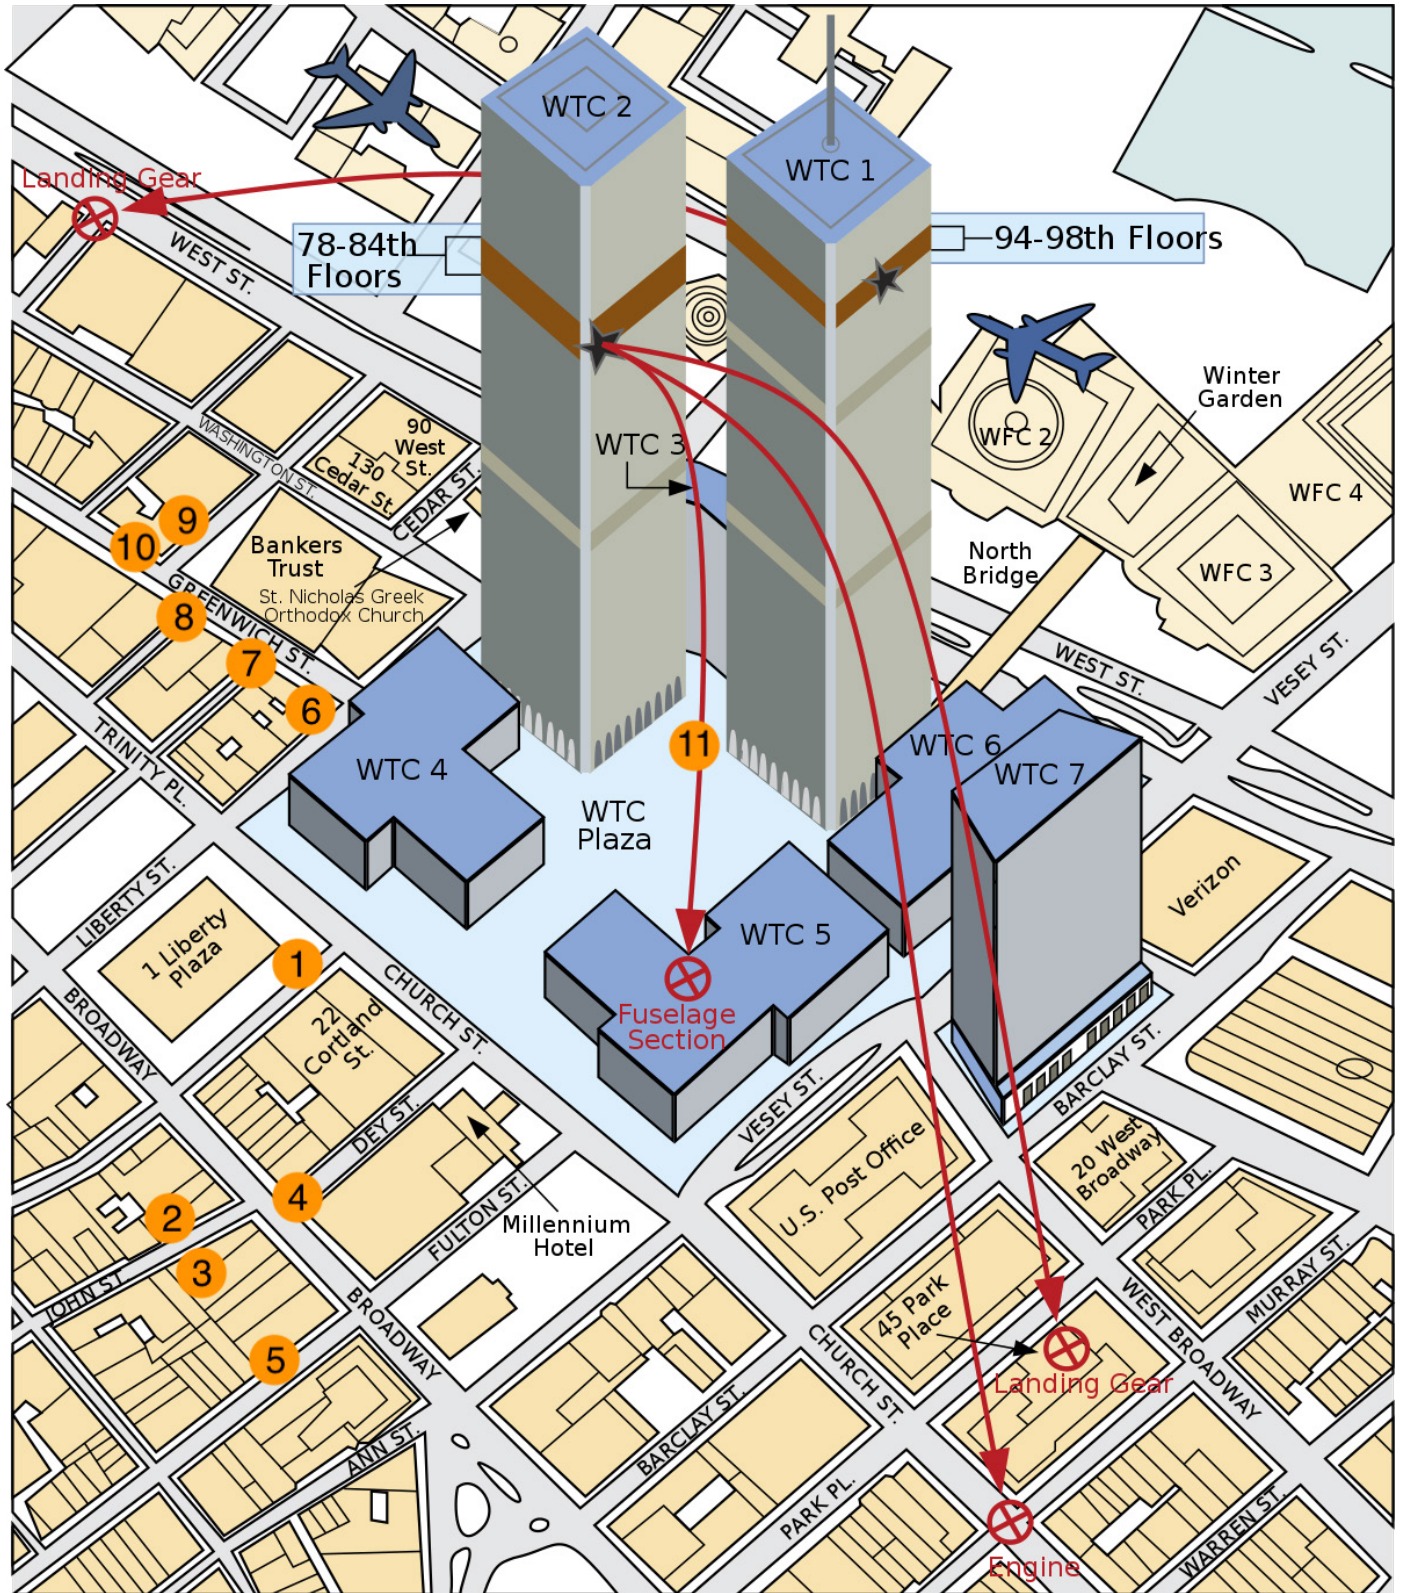 WTC 2
WTC 1
Landing Gear
WEST ST.
78-84th
Floors
94-98th Floors
Winter
Garden
WFC 2
WFC 4
WFC 3
North
Bridge
WEST ST.
VESEY ST.
WTC 3
90
West
St.
130
Cedar St.
CEDAR ST.
WASHINGTON ST.
Bankers
Trust
St. Nicholas Greek
Orthodox Church
GREENWICH ST.
9
10
8
7
6
11
TRINITY PL.
WTC 4
WTC
Plaza
WTC 6
WTC 7
Verizon
LIBERTY ST.
1 Liberty
Plaza
1
WTC 5
Fuselage
Section
CHURCH ST.
22
Cortland
St.
BROADWAY
DEY ST.
VESEY ST.
BARCLAY ST.
U.S. Post Office
20 West
Broadway
PARK PL.
4
2
3
5
JOHN ST.
FULTON ST.
Millennium
Hotel
BROADWAY
ANN ST.
MURRAY ST.
WEST BROADWAY
45 Park
Place
Landing Gear
CHURCH ST.
BARCLAY ST.
PARK PL.
WARREN ST.
Engine